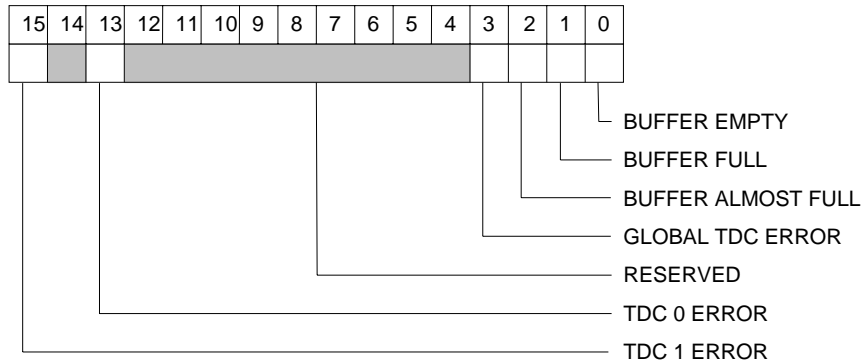 15 14 13 12 11 10 9 8 7 6 5 4 3 2 1 0
BUFFER EMPTY
BUFFER FULL
BUFFER ALMOST FULL
GLOBAL TDC ERROR
RESERVED
TDC 0 ERROR
TDC 1 ERROR